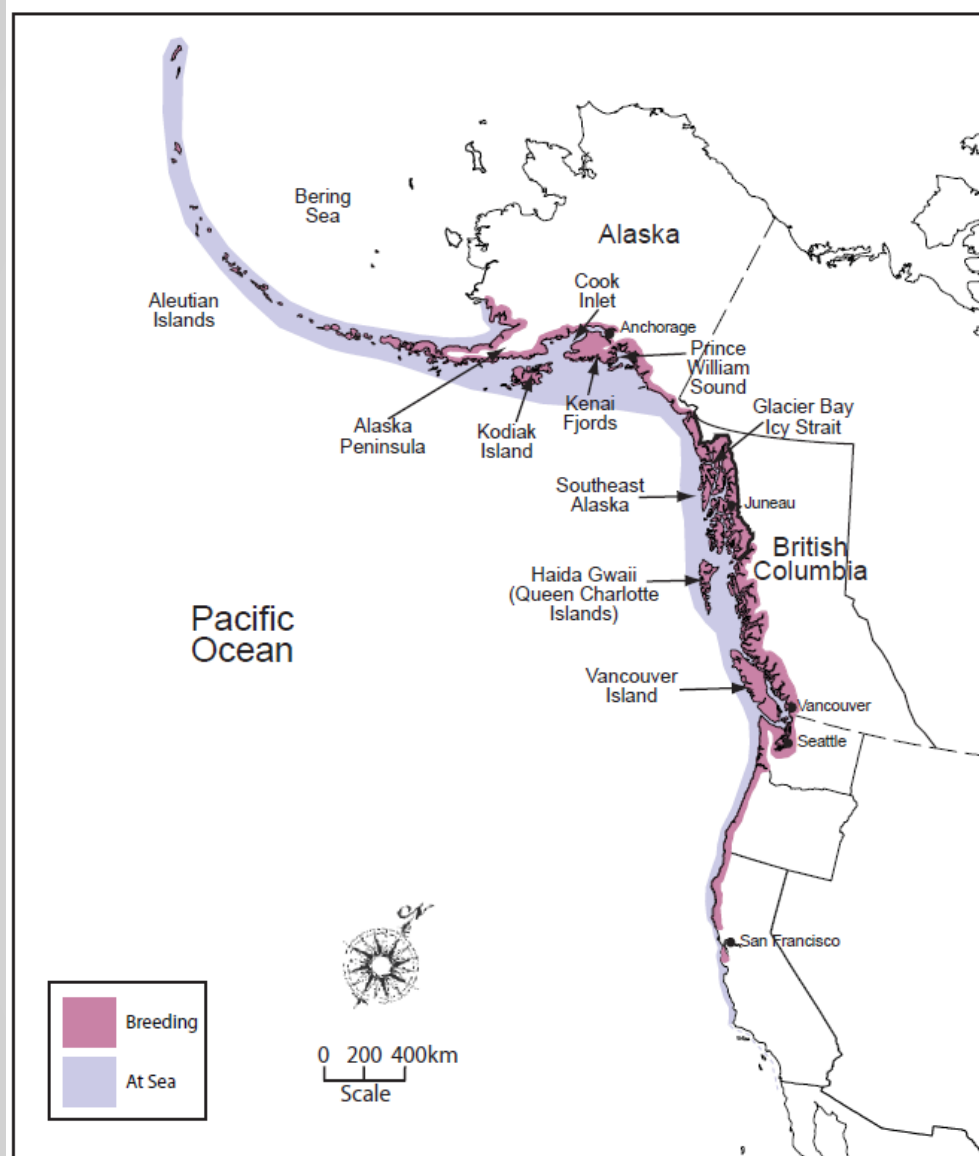 Bering
Sea
Alaska
Aleutian
Islands
Cook
Inlet
Anchorage
Prince
William
Sound
Alaska
Peninsula
Kodiak
Island
Kenai
Fjords
Glacier Bay
Icy Strait
Southeast
Alaska
Juneau
British
Columbia
Haida Gwaii
(Queen Charlotte
Islands)
Pacific
Ocean
Vancouver
Island
Vancouver
Seattle
San Francisco
N
Breeding
At Sea
0 200 400km
Scale